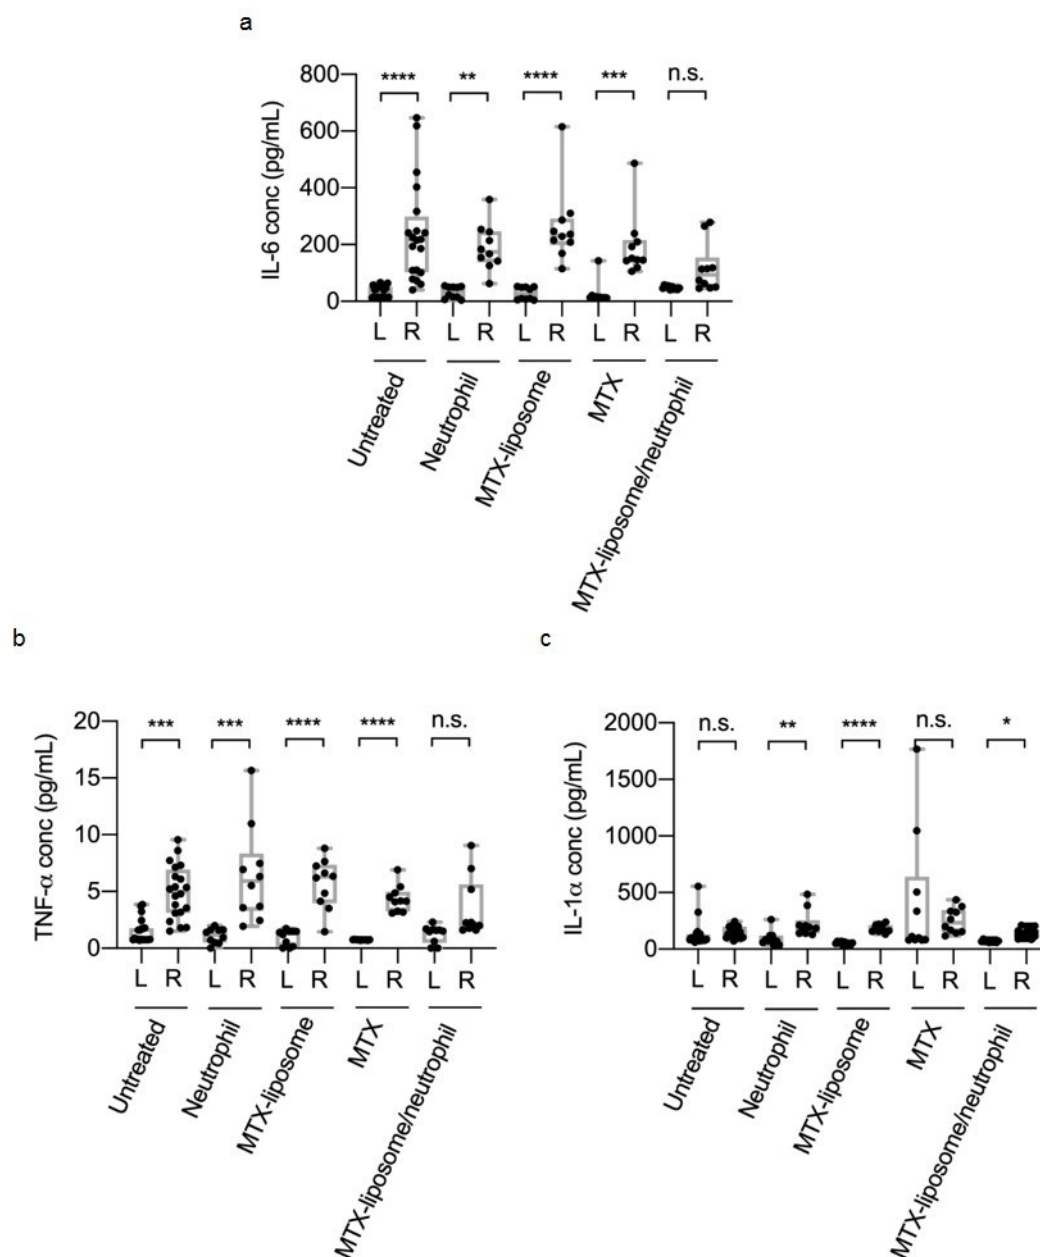 a
800
600
400
200
0
IL-6 conc (pg/mL)
**** ** **** *** n.s.
L R L R L R L R L R
Untreated
Neutrophil
MTX-liposome
MTX
MTX-liposome/neutrophil
b
20
15
10
5
0
TNF-α conc (pg/mL)
*** *** **** **** n.s.
L R L R L R L R L R
Untreated
Neutrophil
MTX-liposome
MTX
MTX-liposome/neutrophil
c
2000
1500
1000
500
0
IL-1α conc (pg/mL)
n.s. ** **** n.s. *
L R L R L R L R L R
Untreated
Neutrophil
MTX-liposome
MTX
MTX-liposome/neutrophil